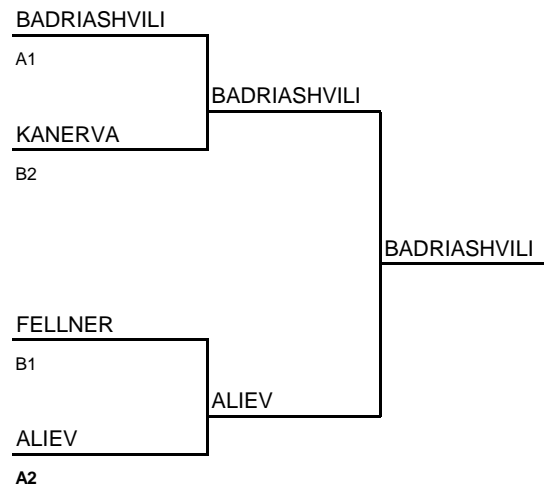 BADRIASHVILI
A1
BADRIASHVILI
KANERVA
B2
BADRIASHVILI
FELLNER
B1
ALIEV
ALIEV
A2